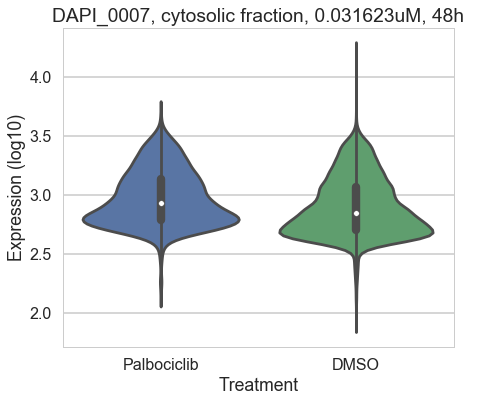 DAPI_0007, cytosolic fraction, 0.031623uM, 48h
Expression (log10)
4.0
3.5
3.0
2.5
2.0
Palbociclib
DMSO
Treatment